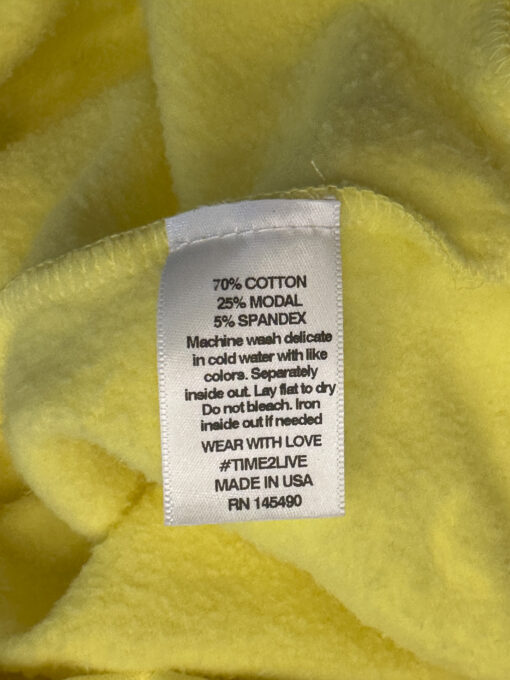 70% COTTON
25% MODAL
5% SPANDEX
Machine wash delicate
in cold water with like
colors. Separately
inside out. Lay flat to dry
Do not bleach. Iron
inside out if needed
WEAR WITH LOVE
#TIME2LIVE
MADE IN USA
RN 145490